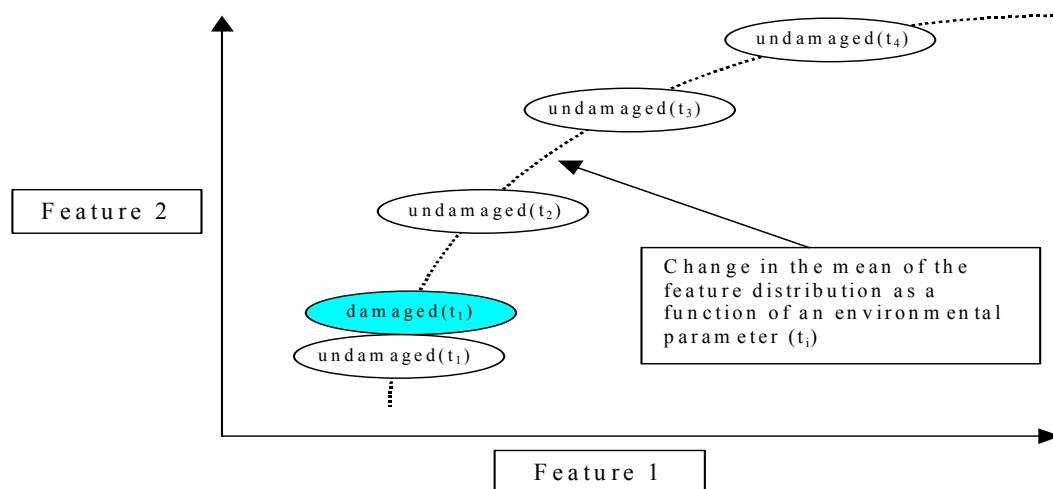 undamaged(t₄)
undamaged(t₃)
Feature 2
undamaged(t₂)
Change in the mean of the
feature distribution as a
function of an environmental
parameter (tᵢ)
damaged(t₁)
undamaged(t₁)
Feature 1